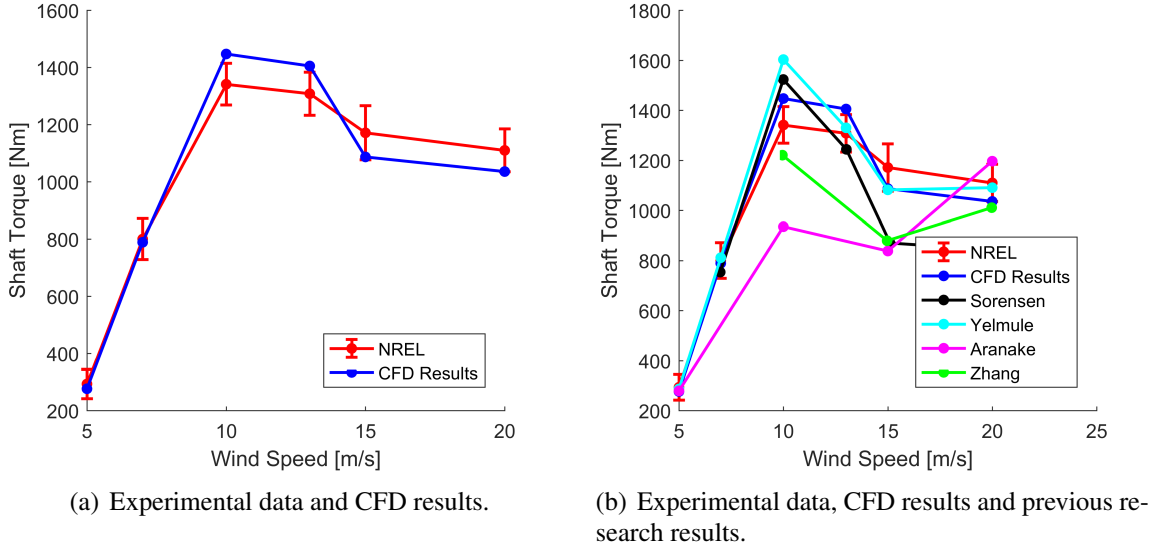 1600
1400
1200
1000
800
600
400
200
5
10
15
20
Shaft Torque [Nm]
Wind Speed [m/s]
NREL
CFD Results
(a) Experimental data and CFD results.
1800
1600
1400
1200
1000
800
600
400
200
5
10
15
20
25
Shaft Torque [Nm]
Wind Speed [m/s]
NREL
CFD Results
Sorensen
Yelmule
Aranake
Zhang
(b) Experimental data, CFD results and previous re-
search results.